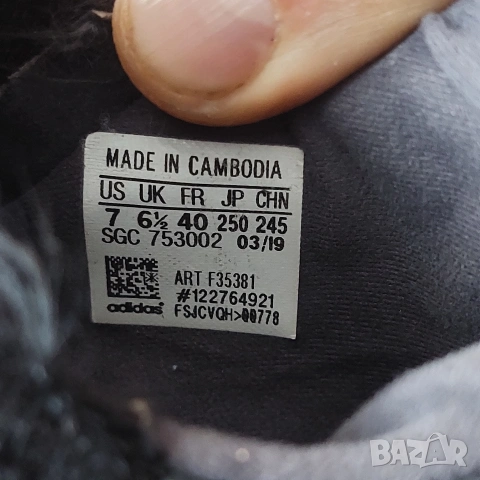 MADE IN CAMBODIA
US UK FR JP CHN
7 6½ 40 250 245
SGC 753002 03/19
ART F35381
#122764921
adidas FSJCVQH>00778
BAZAR